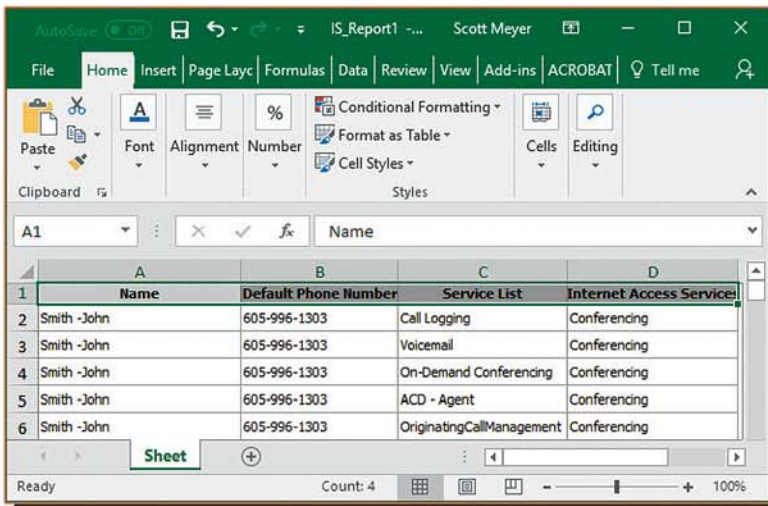 AutoSave Off IS_Report1 -... Scott Meyer
File Home Insert Page Layc Formulas Data Review View Add-ins ACROBAT Tell me
Paste Font Alignment Number Conditional Formatting Cells Editing
Format as Table
Cell Styles
Clipboard Styles
A1 fx Name
A B C D
1 Name Default Phone Number Service List Internet Access Services
2 Smith -John 605-996-1303 Call Logging Conferencing
3 Smith -John 605-996-1303 Voicemail Conferencing
4 Smith -John 605-996-1303 On-Demand Conferencing Conferencing
5 Smith -John 605-996-1303 ACD - Agent Conferencing
6 Smith -John 605-996-1303 OriginatingCallManagement Conferencing
Sheet
Ready Count: 4 100%